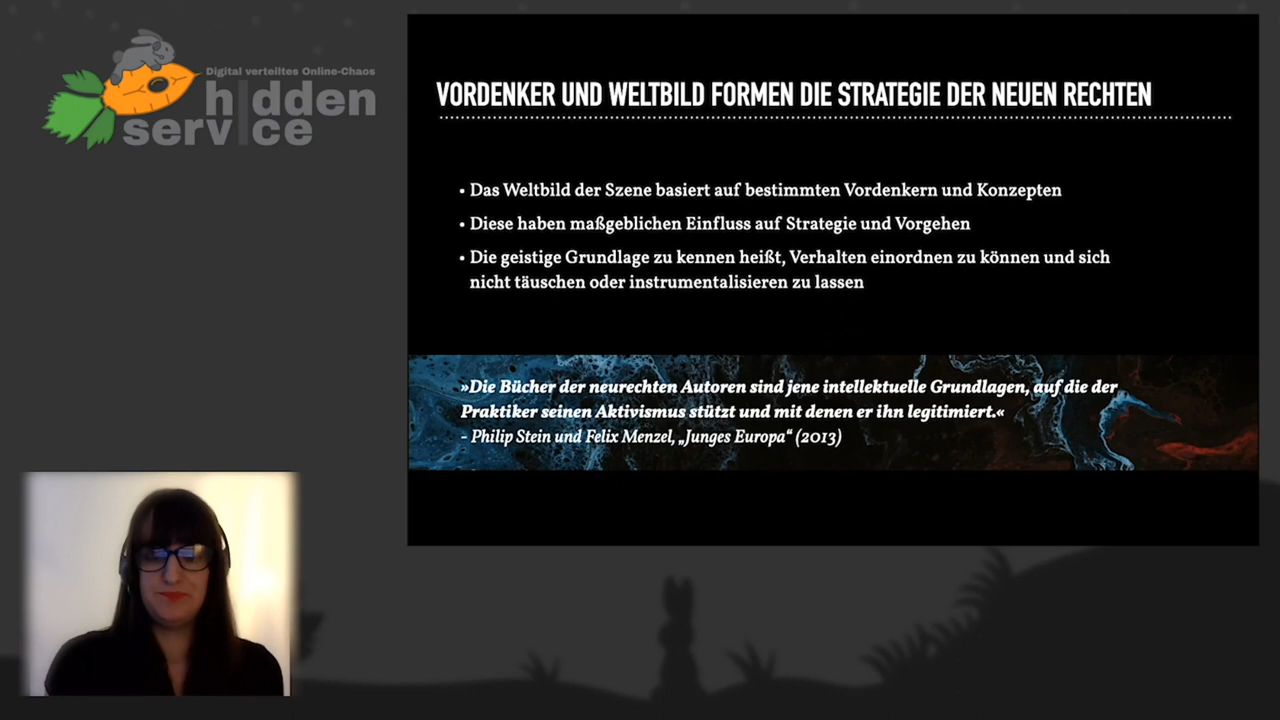 Digital verteiltes Online-Chaos
hidden
service
VORDENKER UND WELTBILD FORMEN DIE STRATEGIE DER NEUEN RECHTEN
• Das Weltbild der Szene basiert auf bestimmten Vordenkern und Konzepten
• Diese haben maßgeblichen Einfluss auf Strategie und Vorgehen
• Die geistige Grundlage zu kennen heißt, Verhalten einordnen zu können und sich
nicht täuschen oder instrumentalisieren zu lassen
»Die Bücher der neurechten Autoren sind jene intellektuelle Grundlagen, auf die der
Praktiker seinen Aktivismus stützt und mit denen er ihn legitimiert.«
- Philip Stein und Felix Menzel, „Junges Europa“ (2013)